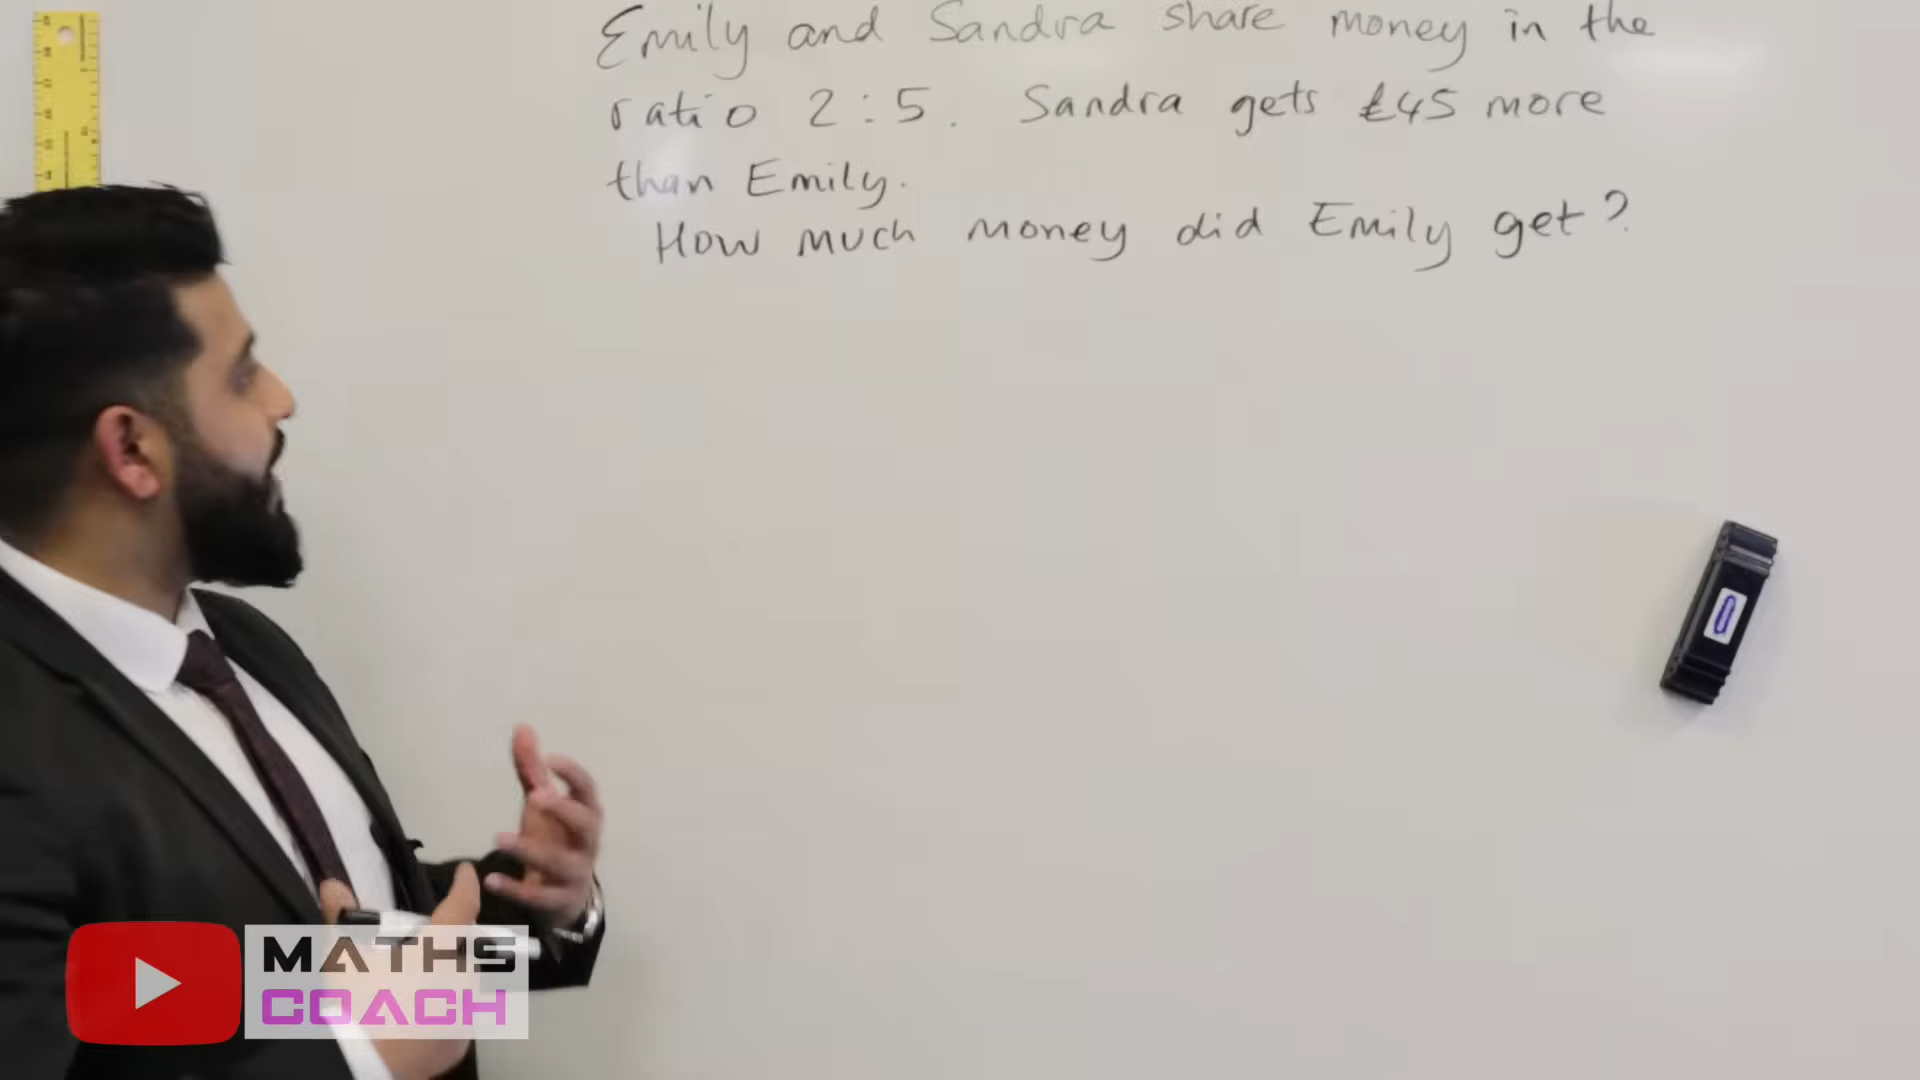 Emily and Sandra share money in the
ratio 2:5. Sandra gets £45 more
than Emily.
How much money did Emily get?
MATHS
COACH